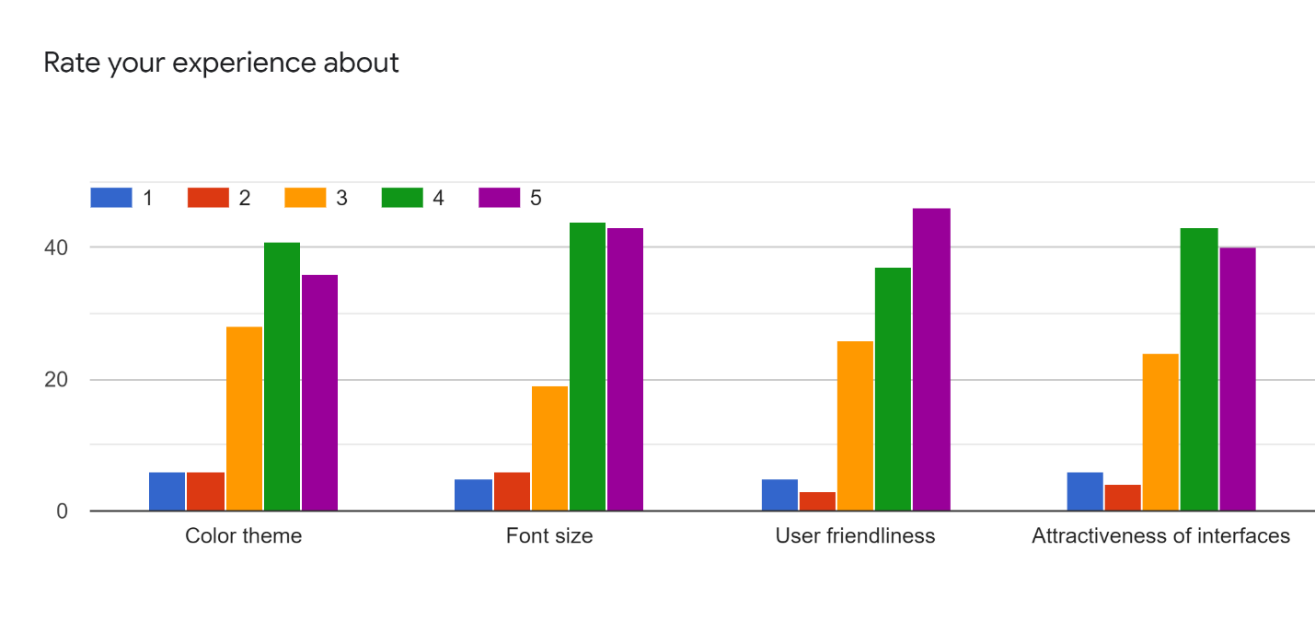 Rate your experience about
1 2 3 4 5
40
20
0
Color theme Font size User friendliness Attractiveness of interfaces